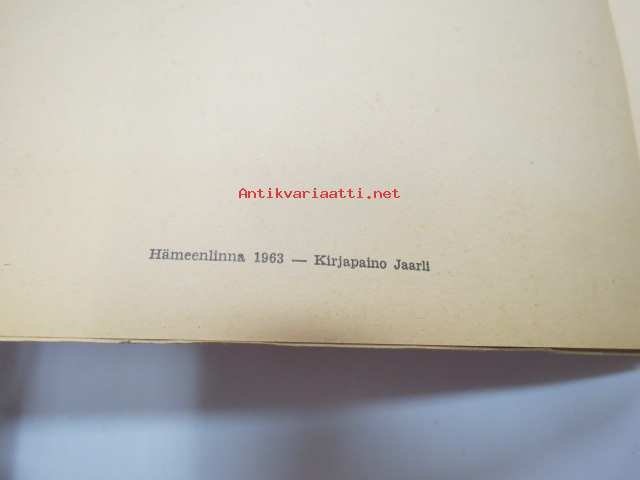 Antikvariaatti.net
Hämeenlinna 1963 — Kirjapaino Jaarli